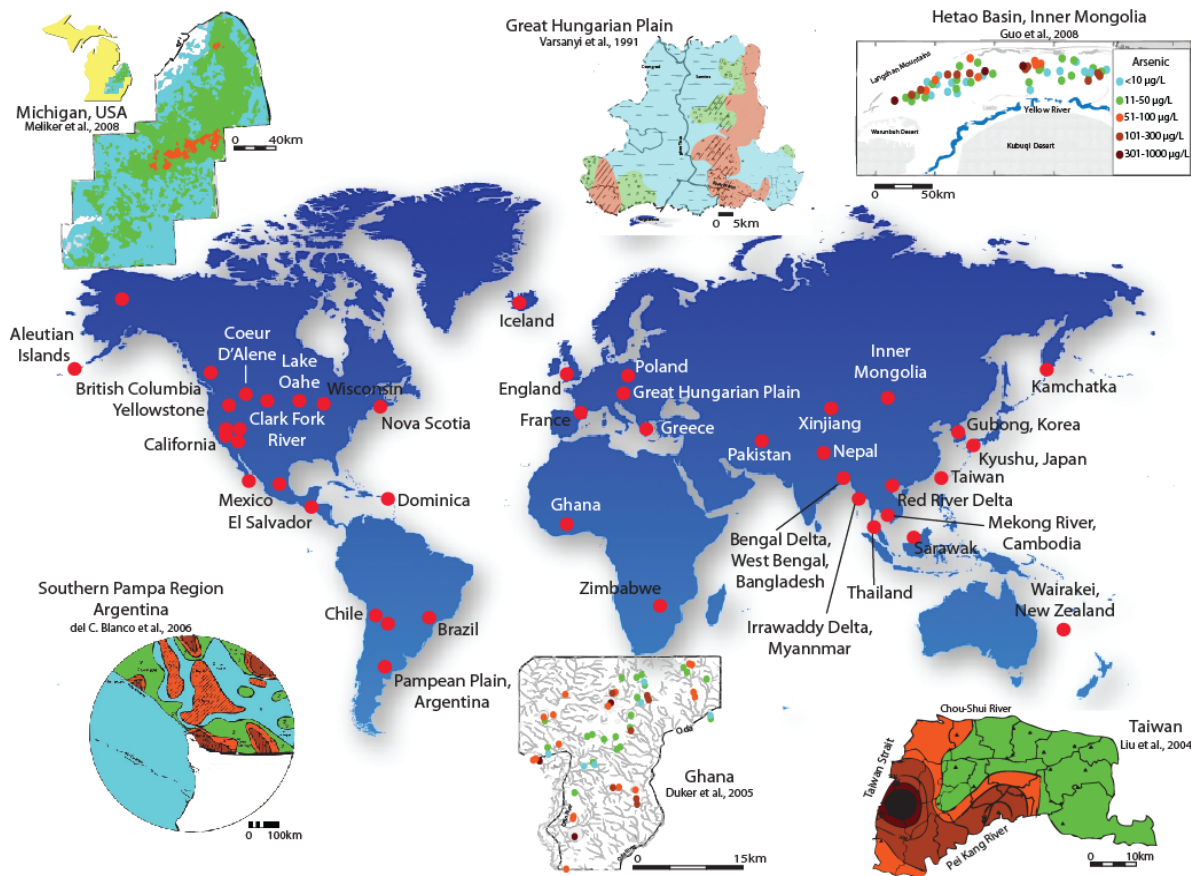 Great Hungarian Plain
Varsanyi et al., 1991
Hetao Basin, Inner Mongolia
Guo et al., 2008
Langshan Mountains
Yellow River
Kubuqi Desert
50km
Arsenic
<10 µg/L
11-50 µg/L
51-100 µg/L
101-300 µg/L
301-1000 µg/L
Michigan, USA
Meliker et al., 2008
40km
5km
Aleutian
Islands
British Columbia
Yellowstone
California
Coeur
D'Alene
Lake
Oahe
Wisconsin
Clark Fork
River
Nova Scotia
Mexico
El Salvador
Dominica
Iceland
England
France
Poland
Great Hungarian Plain
Greece
Inner
Mongolia
Xinjiang
Pakistan
Nepal
Kamchatka
Gubong, Korea
Kyushu, Japan
Taiwan
Red River Delta
Mekong River,
Cambodia
Sarawak
Thailand
Bengal Delta,
West Bengal,
Bangladesh
Irrawaddy Delta,
Myannmar
Ghana
Zimbabwe
Wairakei,
New Zealand
Chile
Brazil
Pampean Plain,
Argentina
Southern Pampa Region
Argentina
del C. Blanco et al., 2006
100km
Ghana
Duker et al., 2005
15km
Taiwan
Liu et al., 2004
Chou-Shui River
Taiwan Strait
Pei Kang River
10km